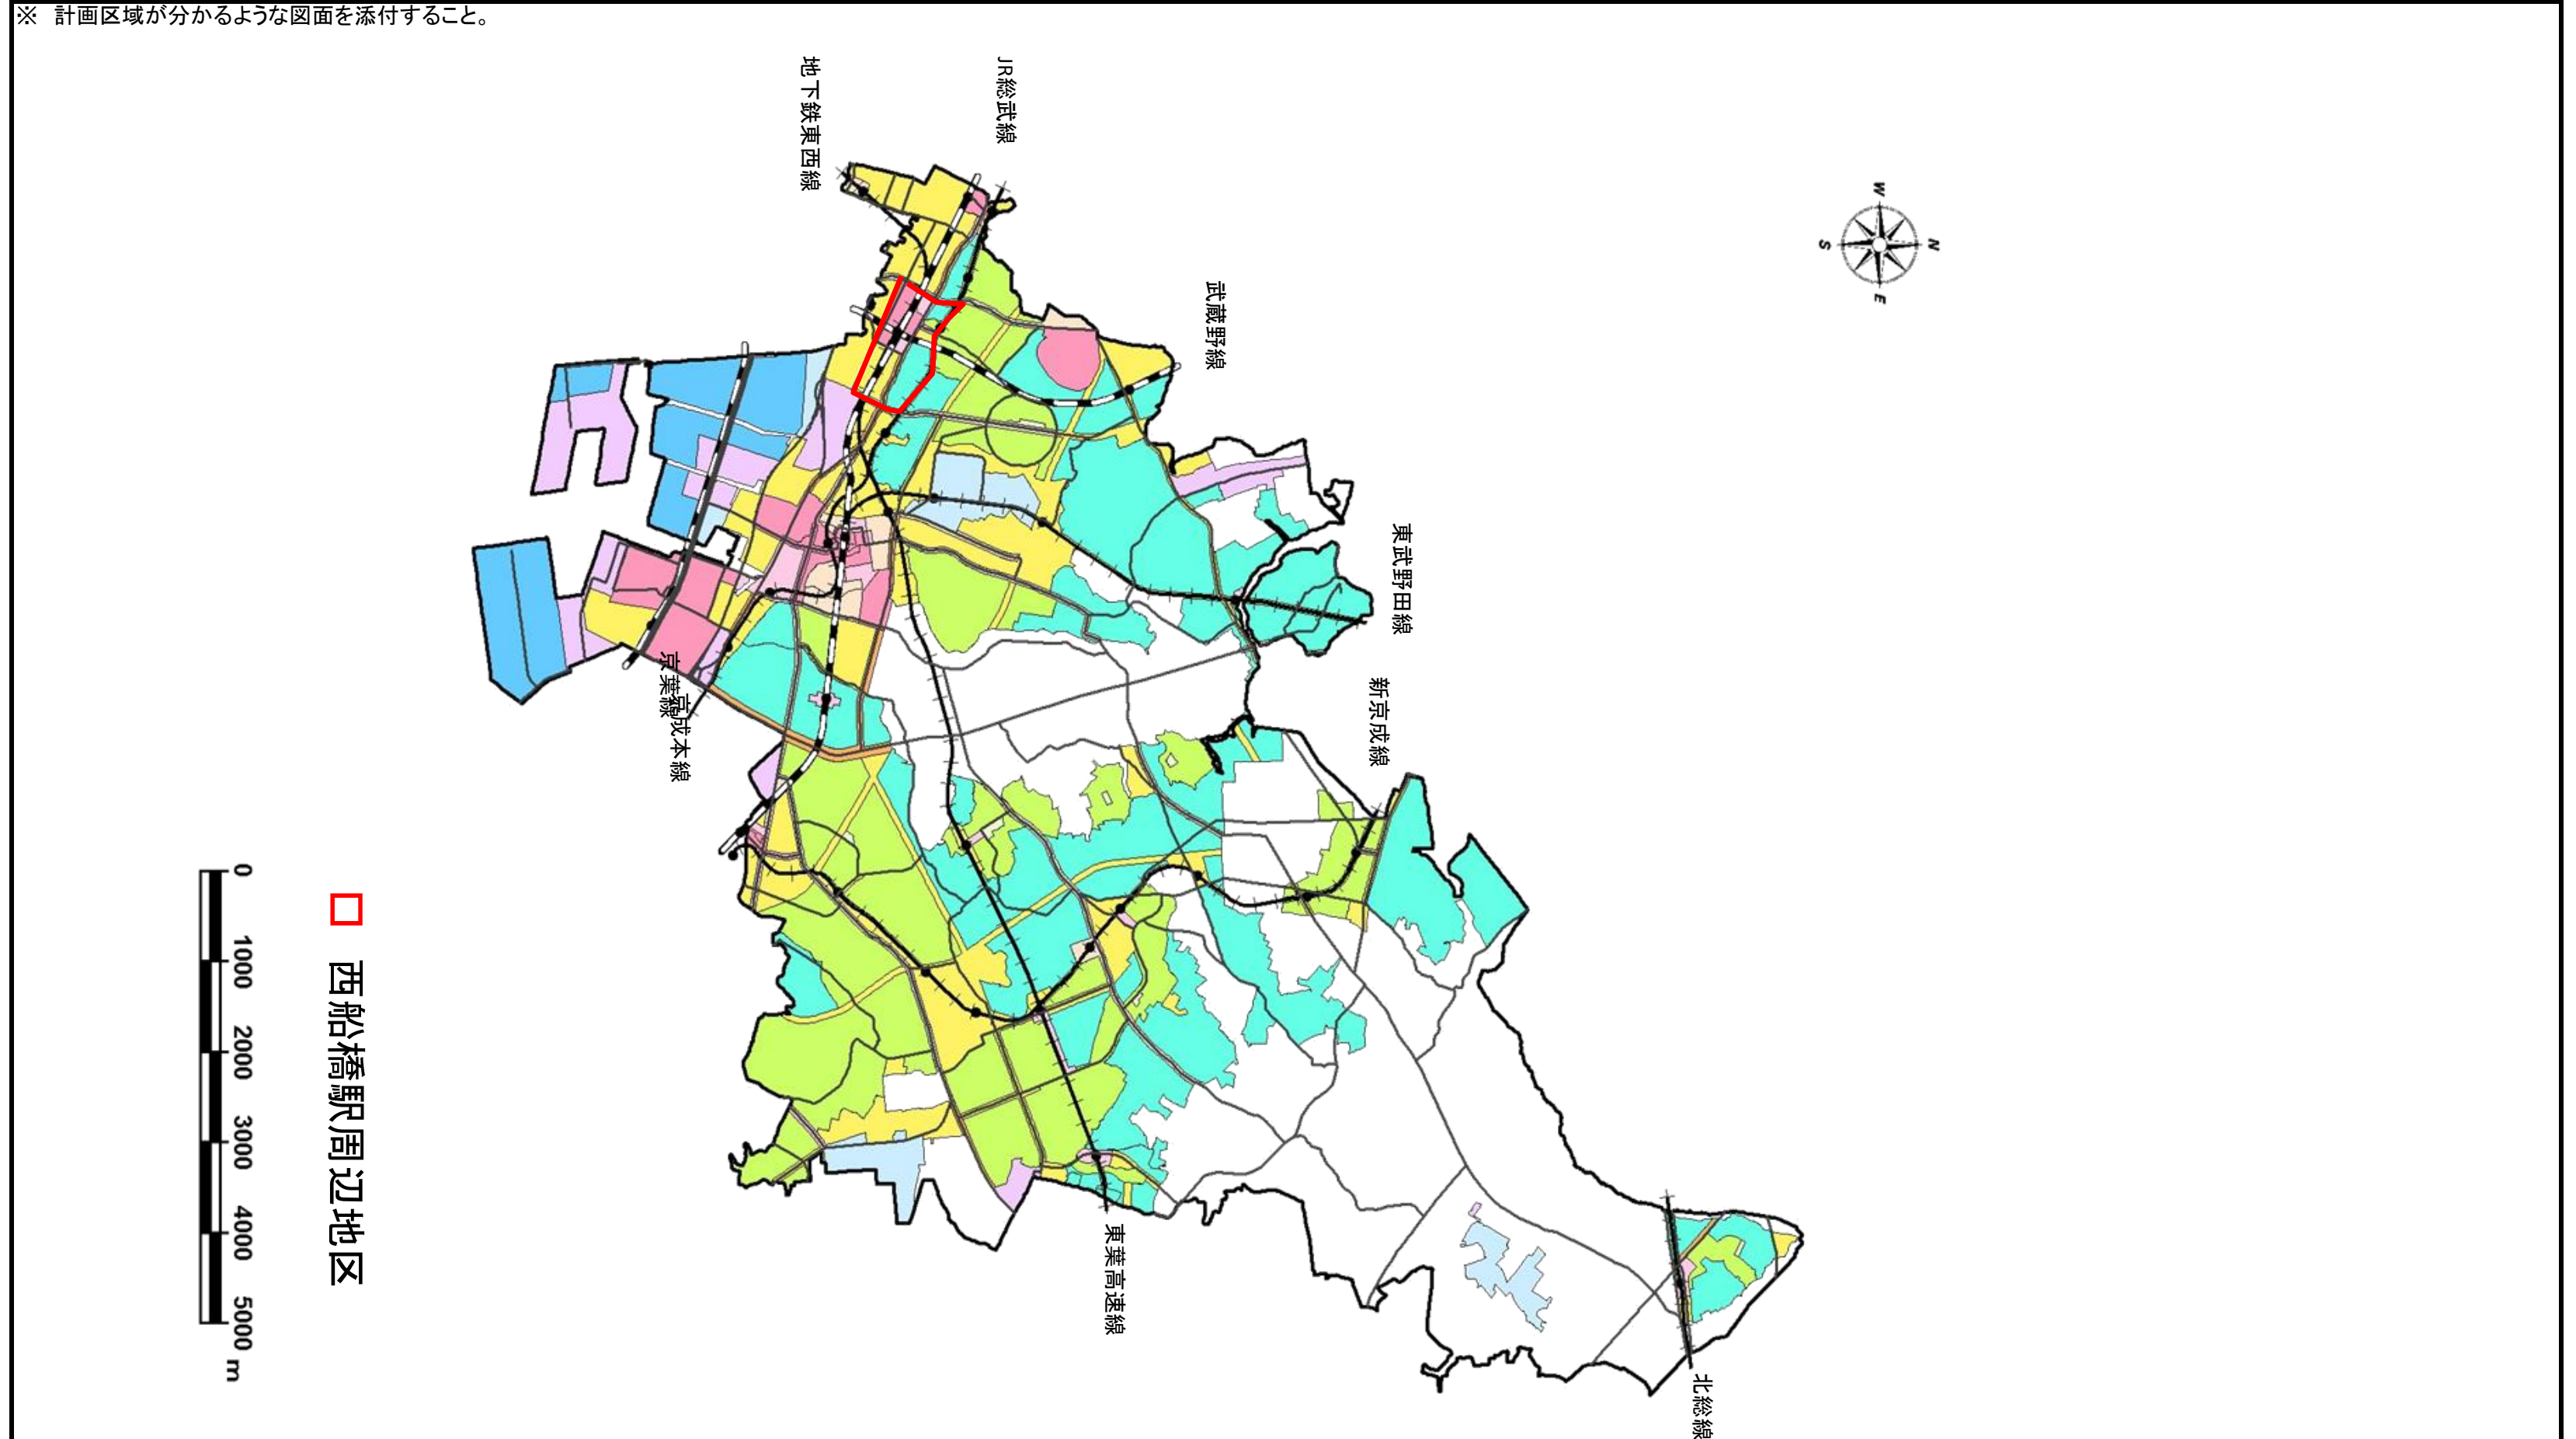 ※ 計画区域が分かるような図面を添付すること。
地下鉄東西線
JR総武線
武蔵野線
東武野田線
新京成線
京葉線
京成本線
東葉高速線
北総線
W
N
S
E
西船橋駅周辺地区
0 1000 2000 3000 4000 5000 m